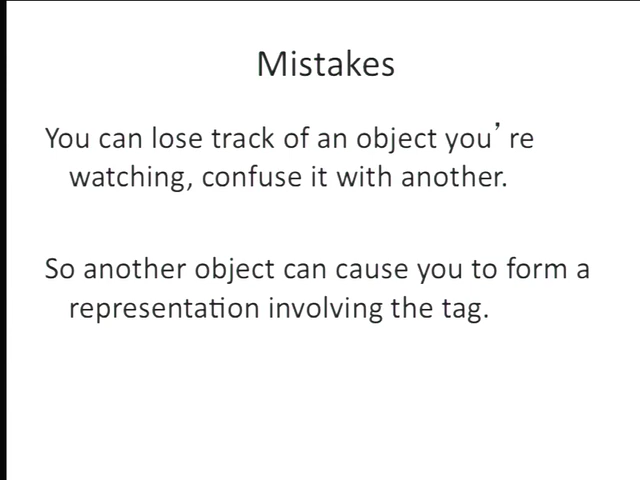 Mistakes
You can lose track of an object you’ re
watching, confuse it with another.
So another object can cause you to form a
representation involving the tag.